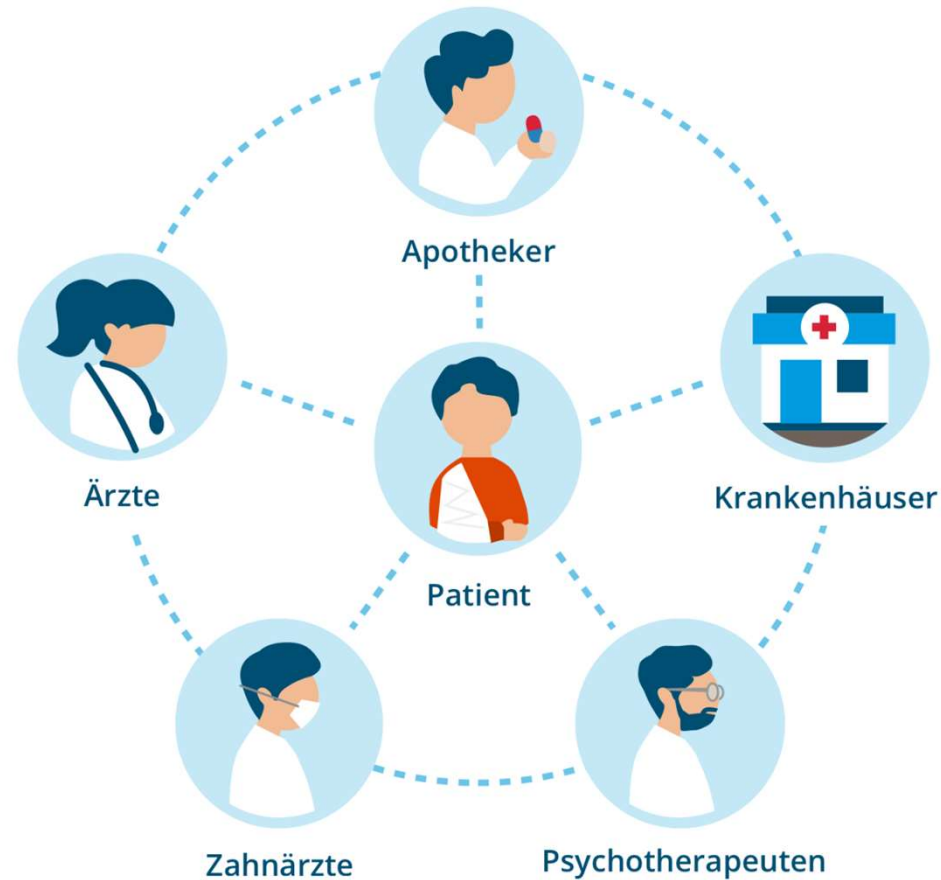 Apotheker
Ärzte
Krankenhäuser
Patient
Zahnärzte
Psychotherapeuten